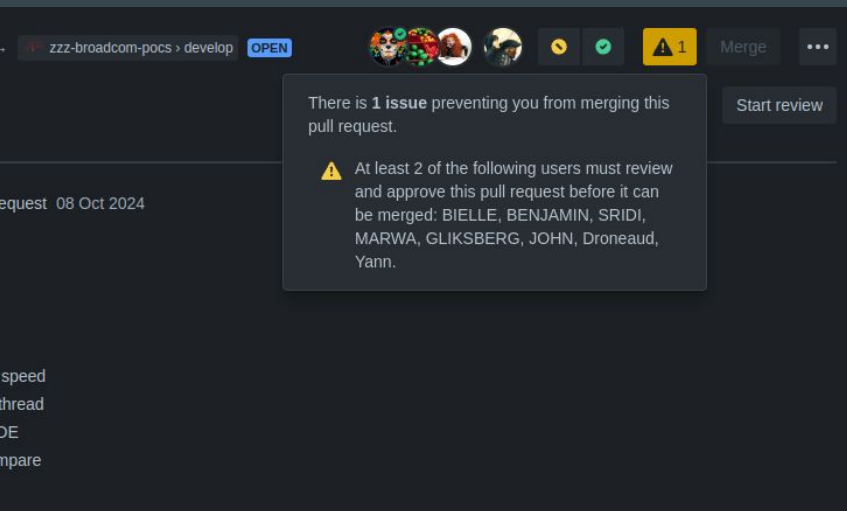 zzz-broadcom-pocs › develop OPEN 1 Merge
There is 1 issue preventing you from merging this
pull request.
Start review
At least 2 of the following users must review
and approve this pull request before it can
be merged: BIELLE, BENJAMIN, SRIDI,
MARWA, GLIKSBERG, JOHN, Droneaud,
Yann.
equest 08 Oct 2024
speed
thread
DE
mpare